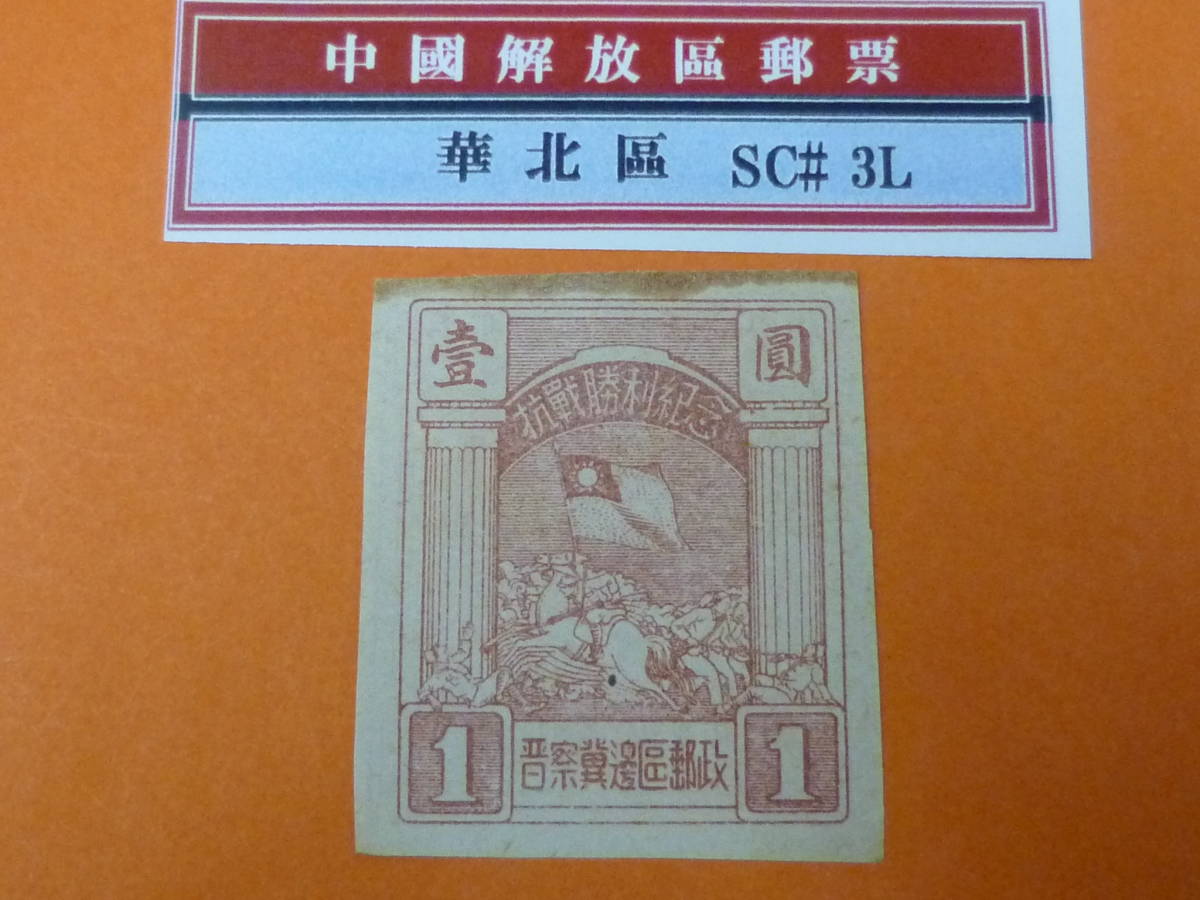 中國解放區郵票
華北區 SC# 3L
壹 圓
抗戰勝利紀念
1 晋察冀邊區郵政 1